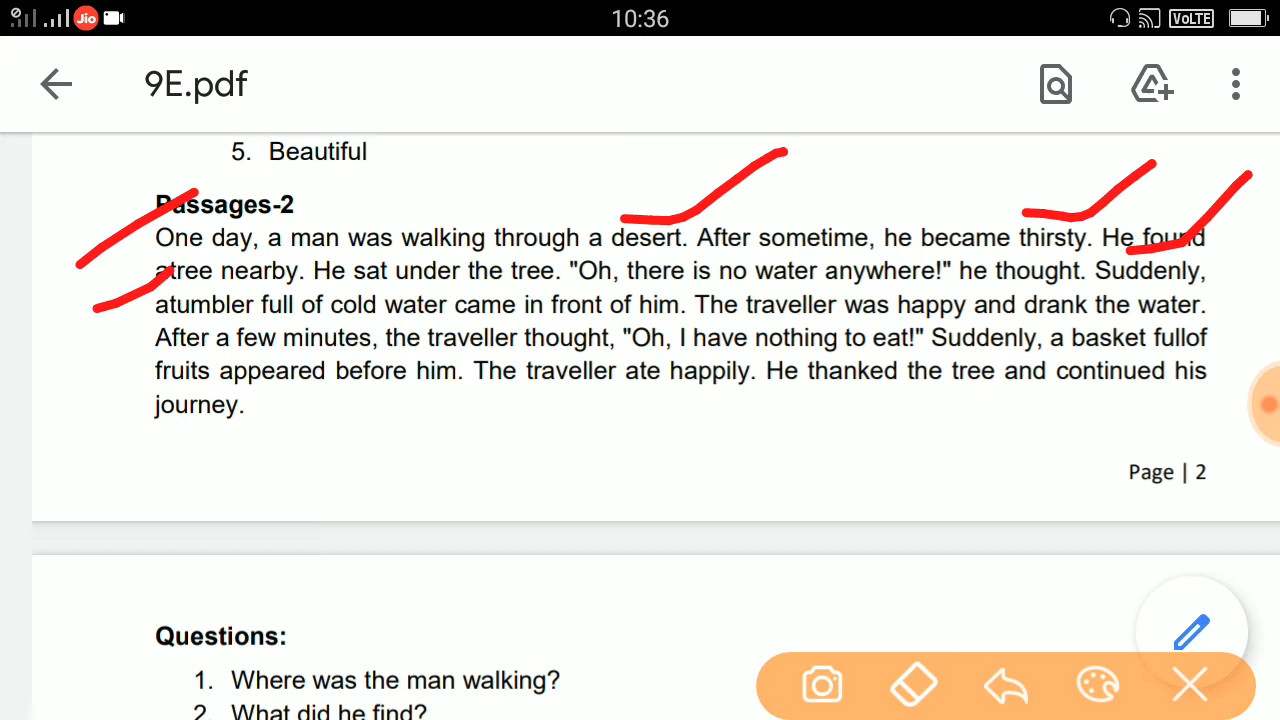 Jio
10:36
VoLTE
9E.pdf
5. Beautiful
Passages-2
One day, a man was walking through a desert. After sometime, he became thirsty. He found
atree nearby. He sat under the tree. "Oh, there is no water anywhere!" he thought. Suddenly,
atumbler full of cold water came in front of him. The traveller was happy and drank the water.
After a few minutes, the traveller thought, "Oh, I have nothing to eat!" Suddenly, a basket fullof
fruits appeared before him. The traveller ate happily. He thanked the tree and continued his
journey.
Page | 2
Questions:
1. Where was the man walking?
2. What did he find?